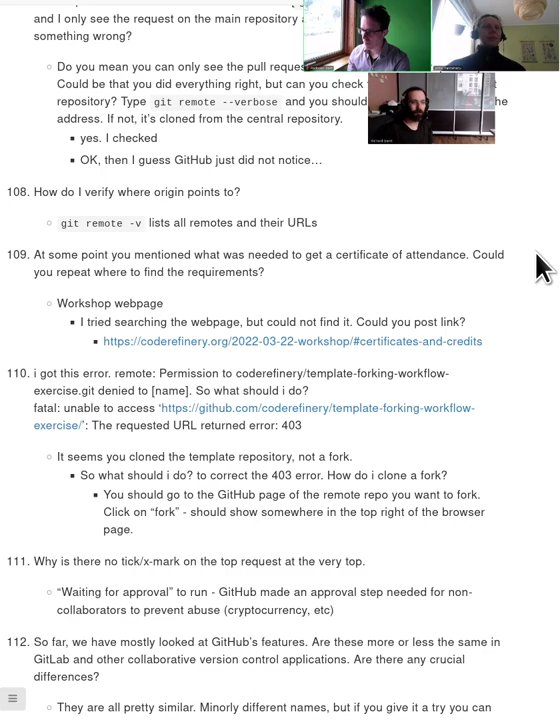 and I only see the request on the main repository
something wrong?
Do you mean you can only see the pull reques
Could be that you did everything right, but can you check
repository? Type git remote --verbose and you should
he
address. If not, it's cloned from the central repository.
yes. I checked
OK, then I guess GitHub just did not notice…
108. How do I verify where origin points to?
git remote -v lists all remotes and their URLs
109. At some point you mentioned what was needed to get a certificate of attendance. Could
you repeat where to find the requirements?
Workshop webpage
I tried searching the webpage, but could not find it. Could you post link?
https://coderefinery.org/2022-03-22-workshop/#certificates-and-credits
110. i got this error. remote: Permission to coderefinery/template-forking-workflow-
exercise.git denied to [name]. So what should i do?
fatal: unable to access ‘https://github.com/coderefinery/template-forking-workflow-
exercise/’: The requested URL returned error: 403
It seems you cloned the template repository, not a fork.
So what should i do? to correct the 403 error. How do i clone a fork?
You should go to the GitHub page of the remote repo you want to fork.
Click on “fork” - should show somewhere in the top right of the browser
page.
111. Why is there no tick/x-mark on the top request at the very top.
“Waiting for approval” to run - GitHub made an approval step needed for non-
collaborators to prevent abuse (cryptocurrency, etc)
112. So far, we have mostly looked at GitHub’s features. Are these more or less the same in
GitLab and other collaborative version control applications. Are there any crucial
differences?
They are all pretty similar. Minorly different names, but if you give it a try you can